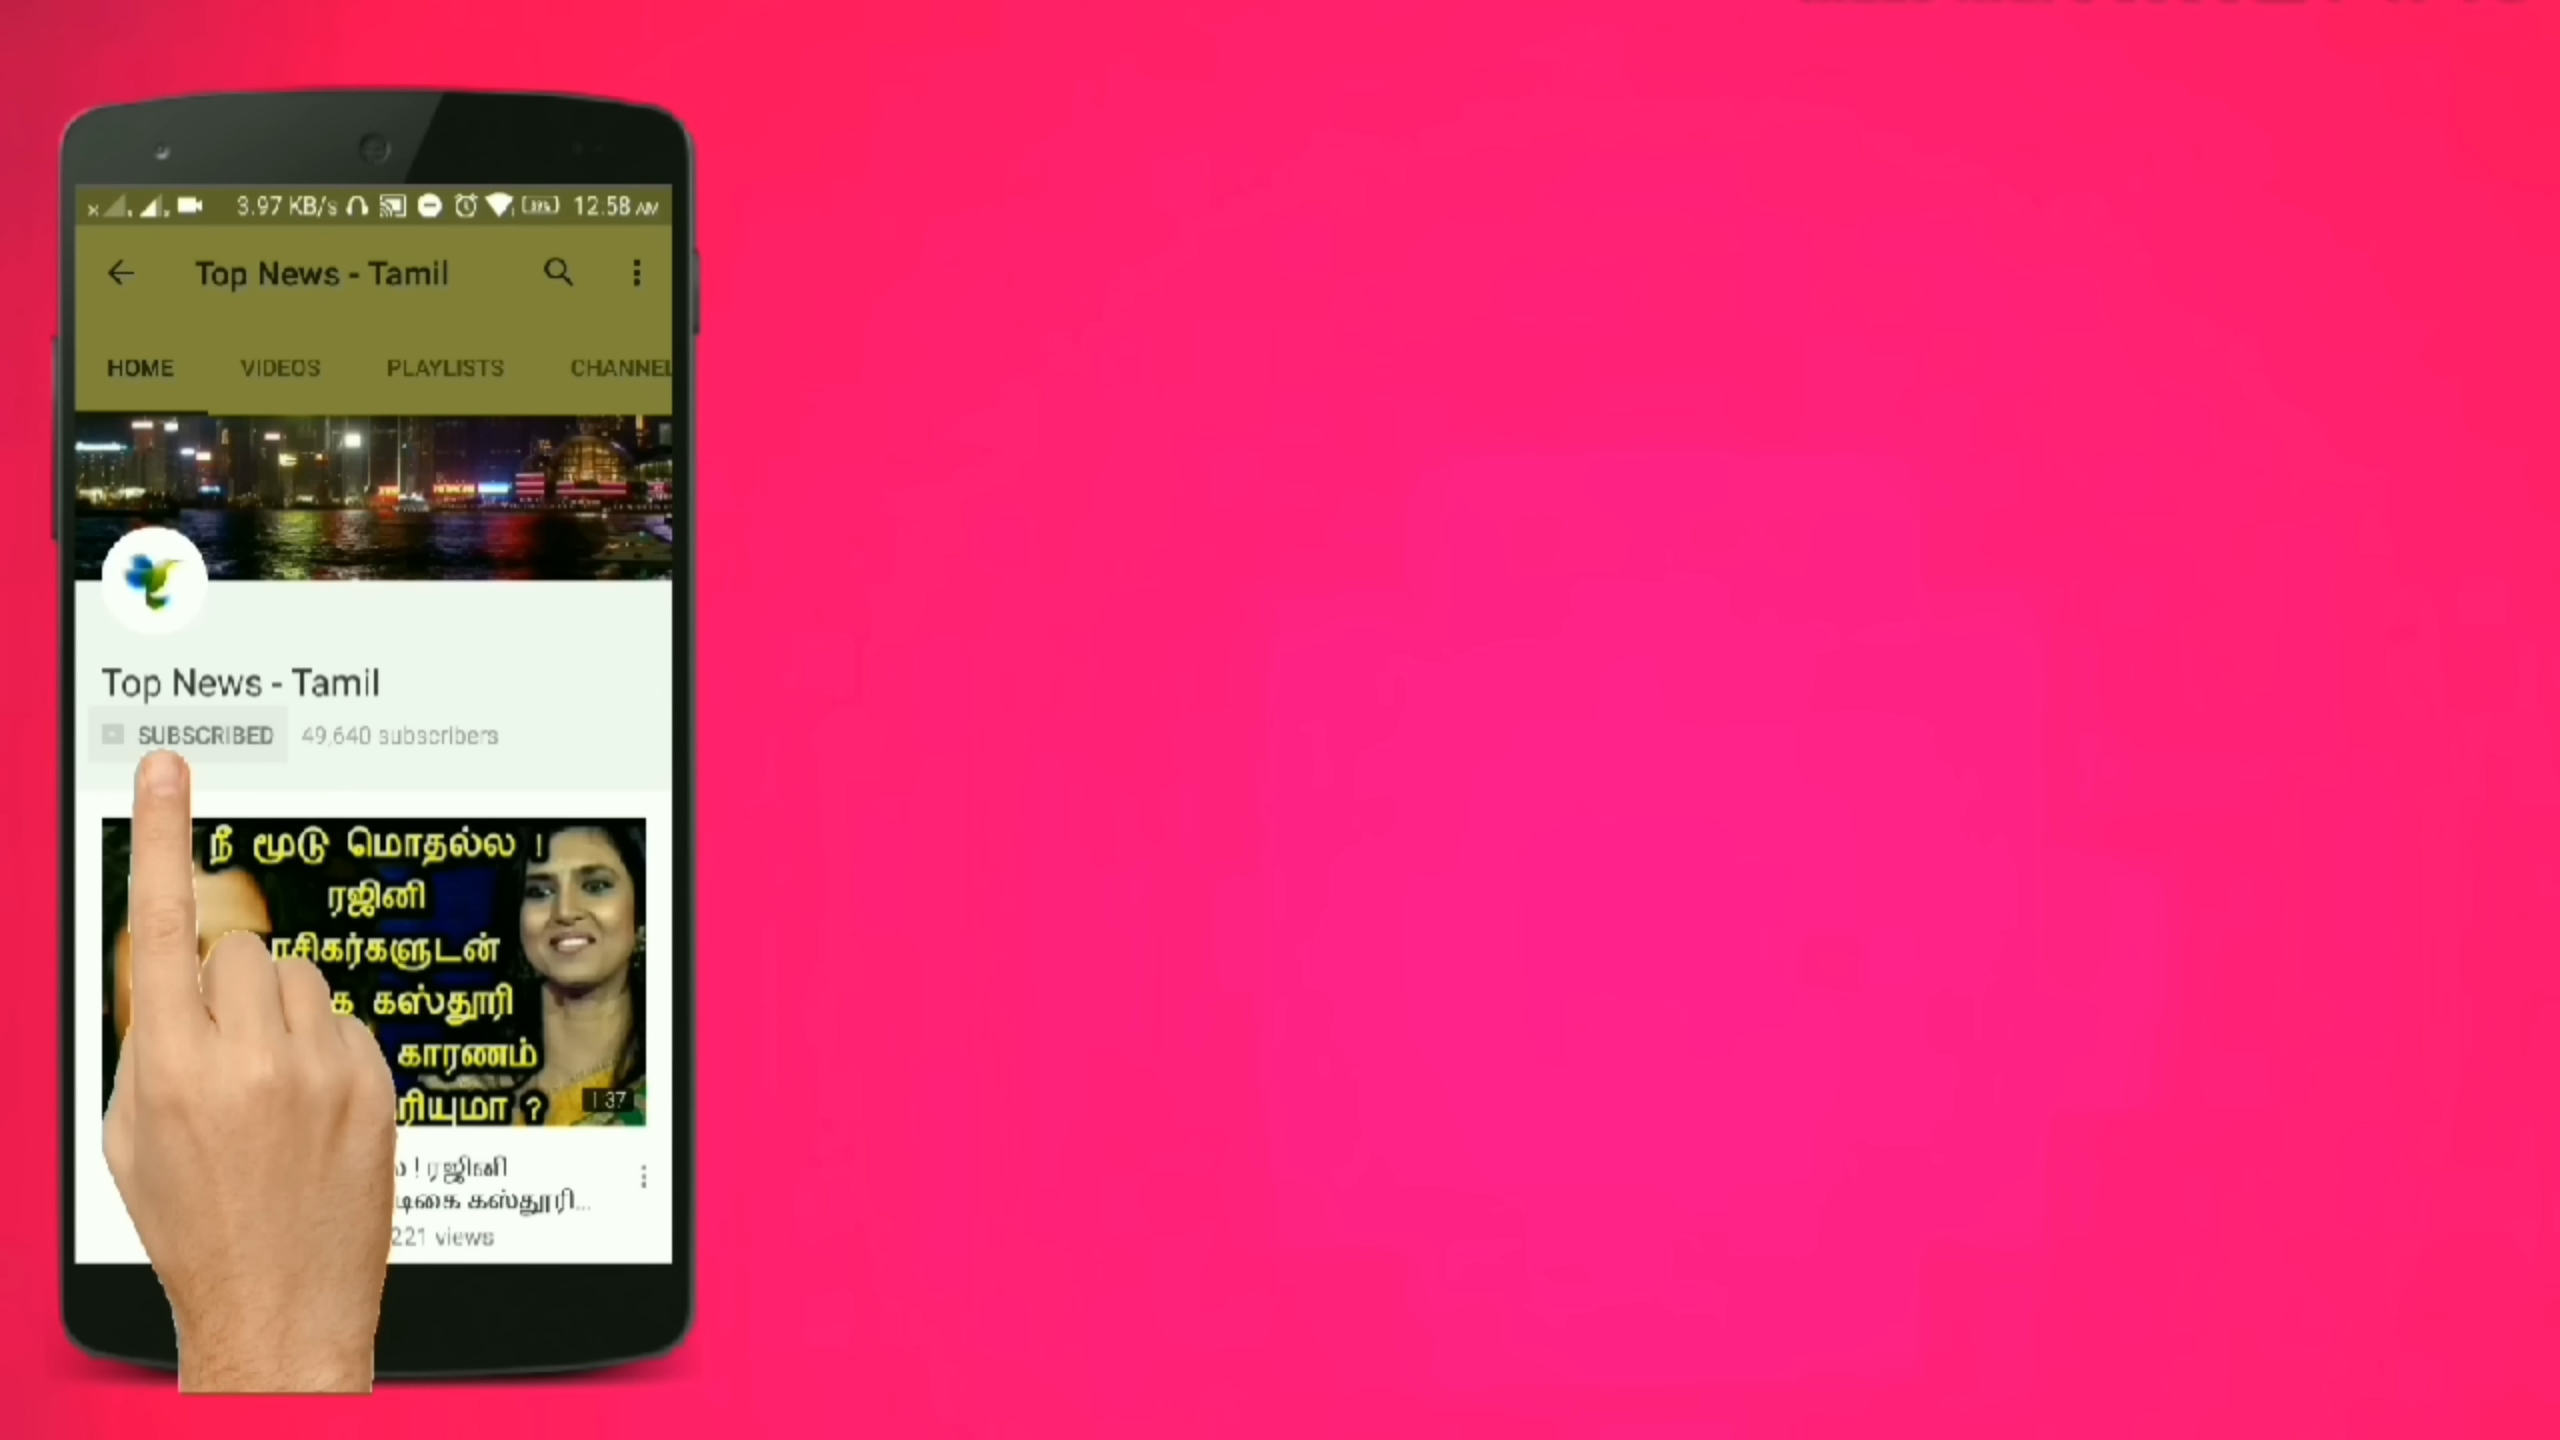 3.97 KB/s 12.58 AM
Top News - Tamil
HOME VIDEOS PLAYLISTS CHANNEL
Top News - Tamil
SUBSCRIBED 49,640 subscribers
நீ மூடு மொதல்ல !
ரஜினி
ரசிகர்களுடன்
கஸ்தூரி
காரணம்
?
1:37
! ரஜினி
கஸ்தூரி...
221 views